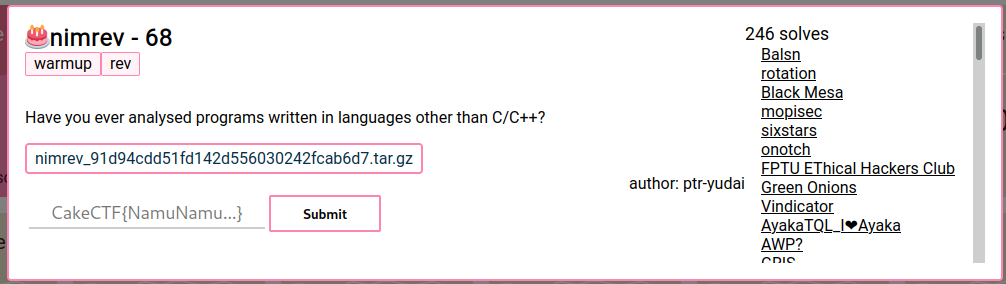 🎂nimrev - 68
warmup rev
Have you ever analysed programs written in languages other than C/C++?
nimrev_91d94cdd51fd142d556030242fcab6d7.tar.gz
CakeCTF{NamuNamu...} Submit
author: ptr-yudai
246 solves
Balsn
rotation
Black Mesa
mopisec
sixstars
onotch
FPTU EThical Hackers Club
Green Onions
Vindicator
AyakaTQL_I❤Ayaka
AWP?